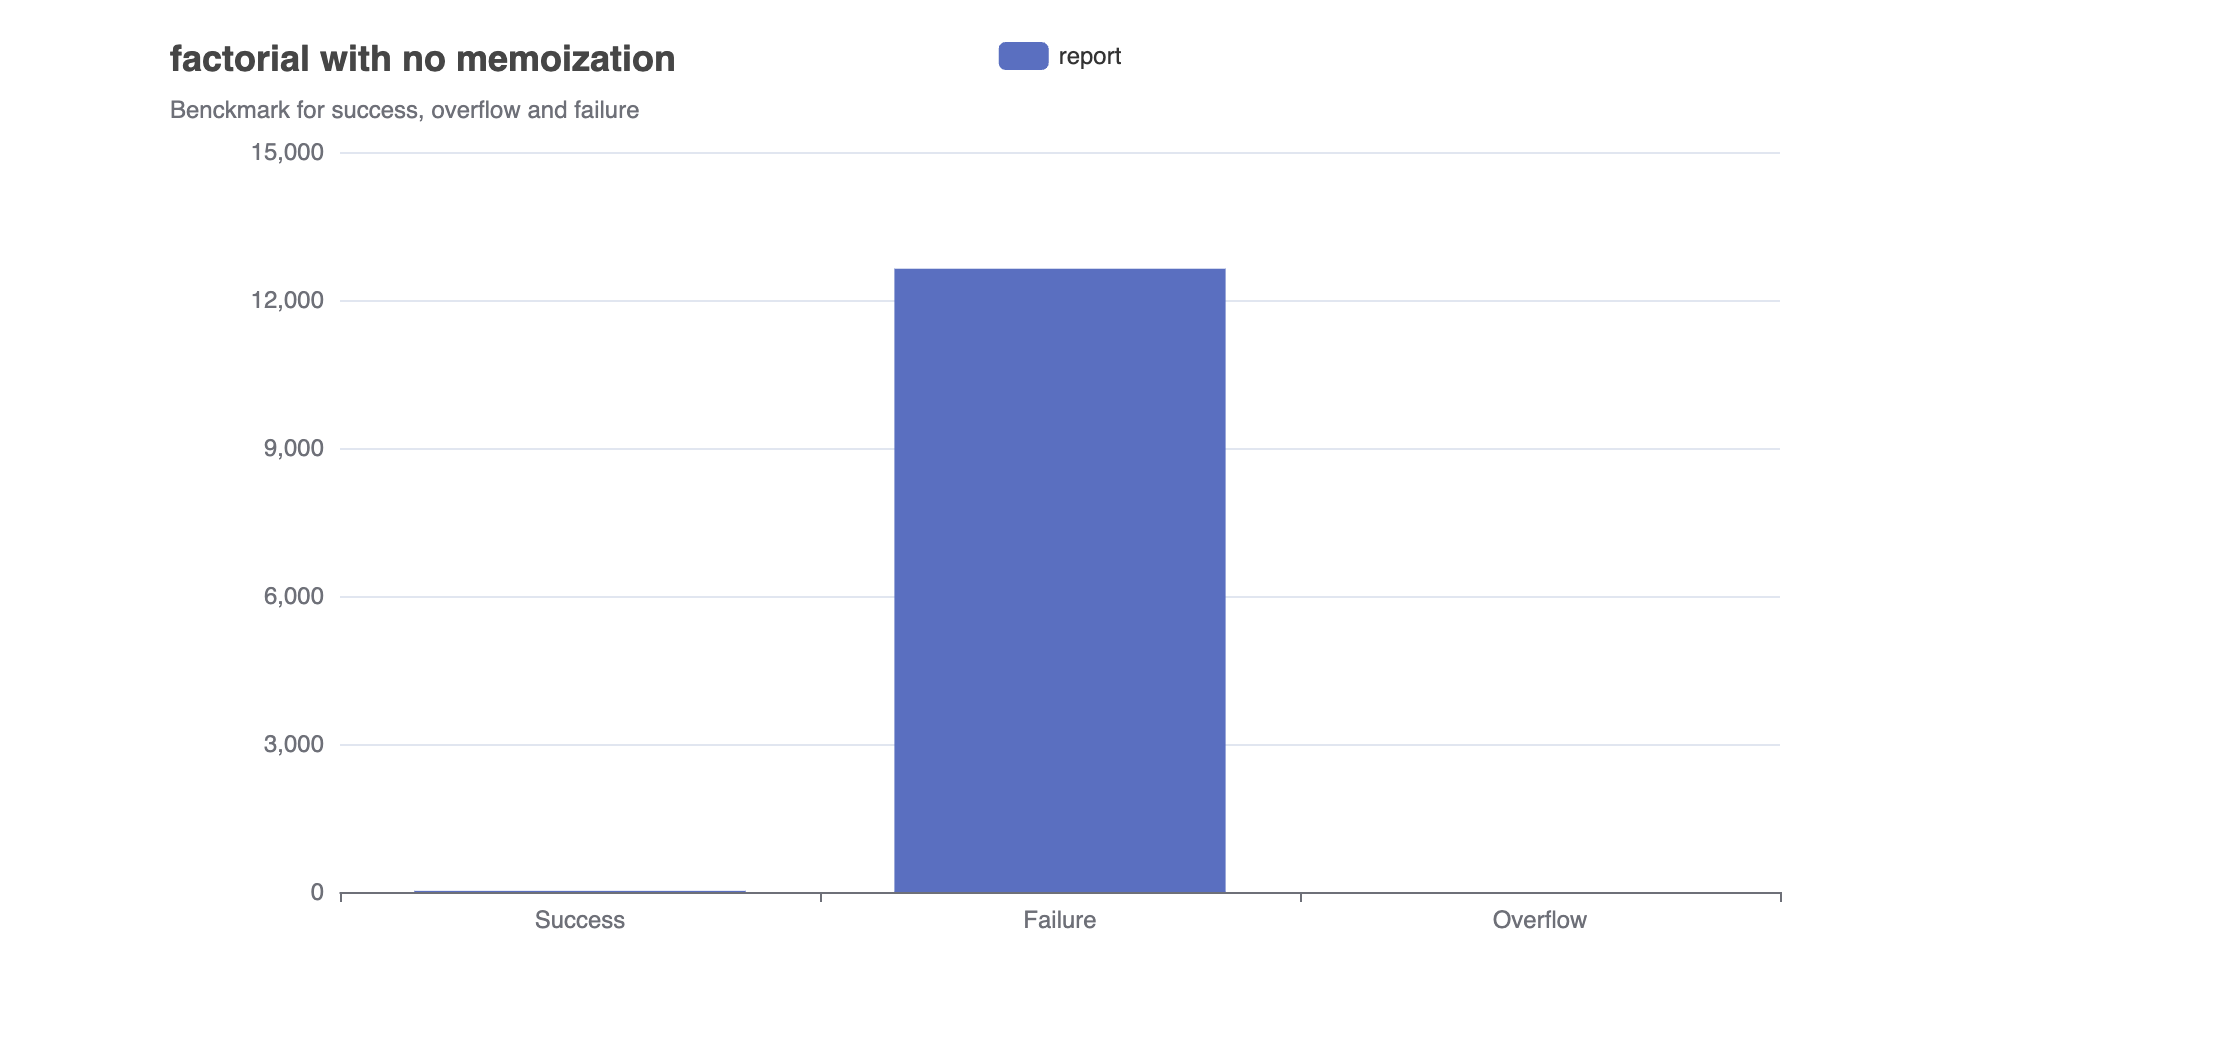 factorial with no memoization
report
Benckmark for success, overflow and failure
15,000
12,000
9,000
6,000
3,000
0
Success
Failure
Overflow